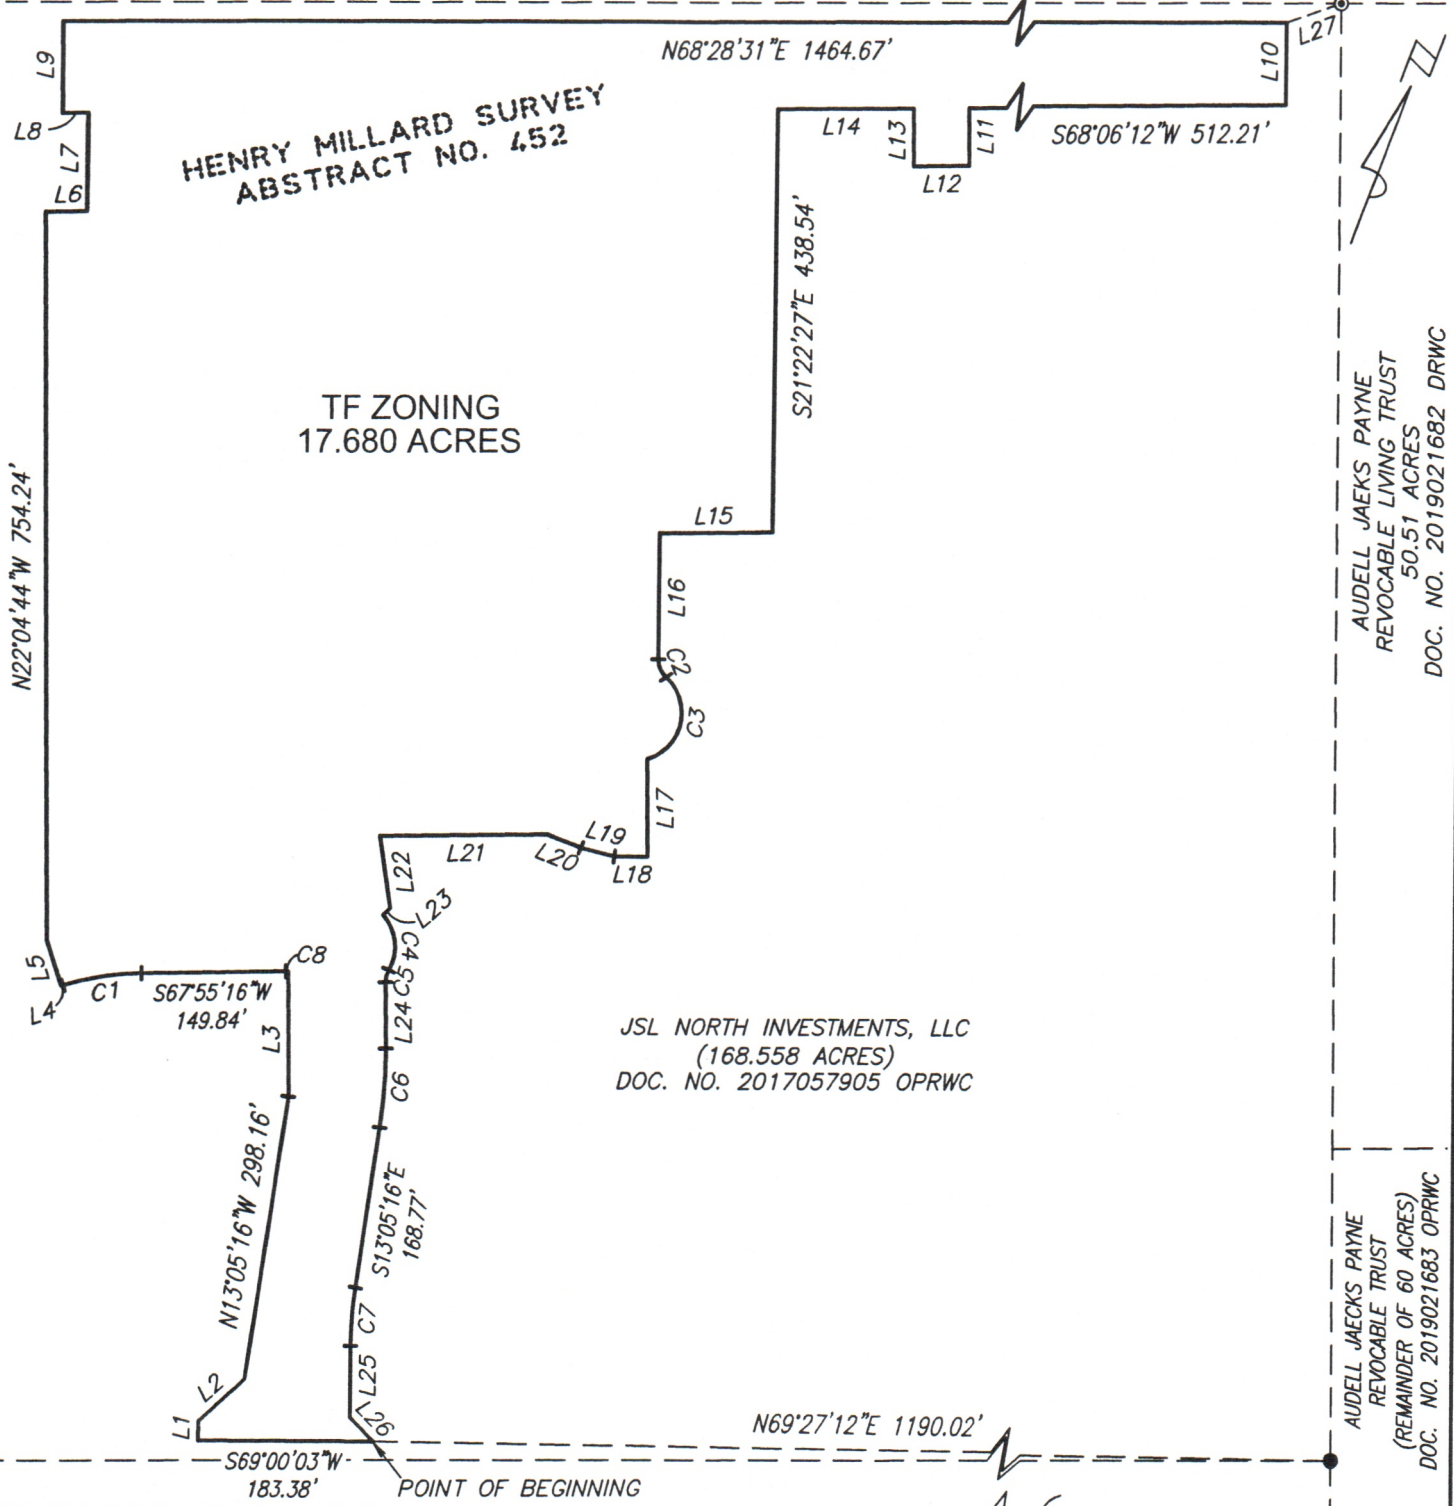 N68°28'31"E 1464.67'
L27
L9
L10
HENRY MILLARD SURVEY
ABSTRACT NO. 452
L8
L7
L6
L14
L13
L11
L12
S68°06'12"W 512.21'
S21°22'27"E 438.54'
TF ZONING
17.680 ACRES
N22°04'44"W 754.24'
L15
L16
C2
C3
L17
L21
L20
L19
L18
L22
L23
C4
C5
L24
C6
L5
L4
C1
S67°55'16"W
149.84'
C8
L3
N13°05'16"W 298.16'
S13°05'16"E
168.77'
C7
L25
L26
L2
L1
S69°00'03"W
183.38'
POINT OF BEGINNING
N69°27'12"E 1190.02'
JSL NORTH INVESTMENTS, LLC
(168.558 ACRES)
DOC. NO. 2017057905 OPRWC
AUDELL JAEKS PAYNE
REVOCABLE LIVING TRUST
50.51 ACRES
DOC. NO. 2019021682 DRWC
AUDELL JAECKS PAYNE
REVOCABLE TRUST
(REMAINDER OF 60 ACRES)
DOC. NO. 2019021683 OPRWC
N